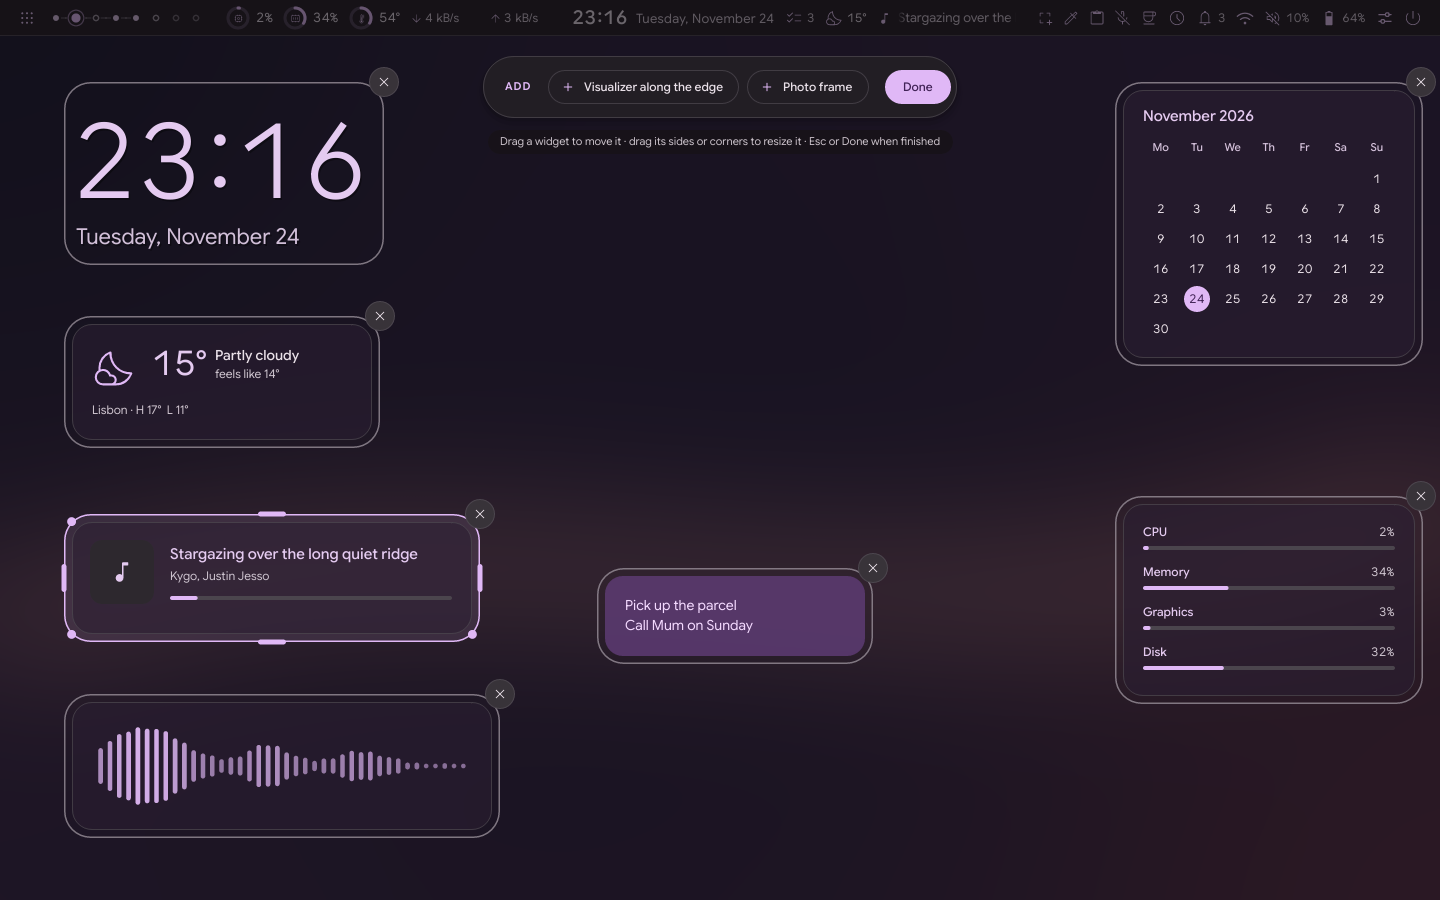 2% 34% 54° 4 kB/s 3 kB/s 23:16 Tuesday, November 24 3 15° Stargazing over the 3 10% 64%
ADD Visualizer along the edge Photo frame Done
Drag a widget to move it · drag its sides or corners to resize it · Esc or Done when finished
23:16
Tuesday, November 24
15° Partly cloudy
feels like 14°
Lisbon · H 17° L 11°
Stargazing over the long quiet ridge
Kygo, Justin Jesso
Pick up the parcel
Call Mum on Sunday
November 2026
Mo Tu We Th Fr Sa Su
1
2 3 4 5 6 7 8
9 10 11 12 13 14 15
16 17 18 19 20 21 22
23 24 25 26 27 28 29
30
CPU 2%
Memory 34%
Graphics 3%
Disk 32%